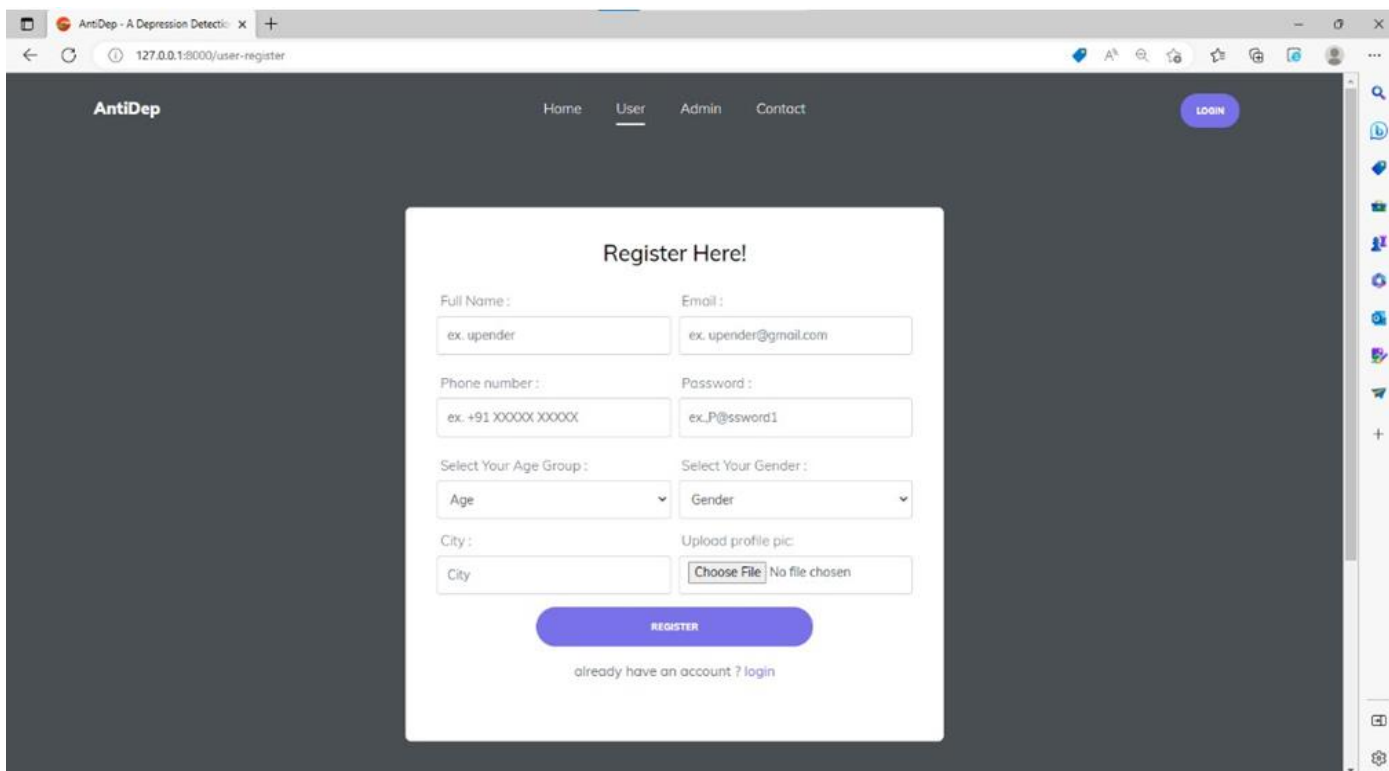 AntiDep - A Depression Detectio
127.0.0.1:8000/user-register
AntiDep
Home User Admin Contact
LOGIN
Register Here!
Full Name : Email :
ex. upender ex. upender@gmail.com
Phone number : Password :
ex. +91 XXXXX XXXXX ex.,P@ssword1
Select Your Age Group : Select Your Gender :
Age Gender
City : Upload profile pic:
City Choose File No file chosen
REGISTER
already have an account ? login